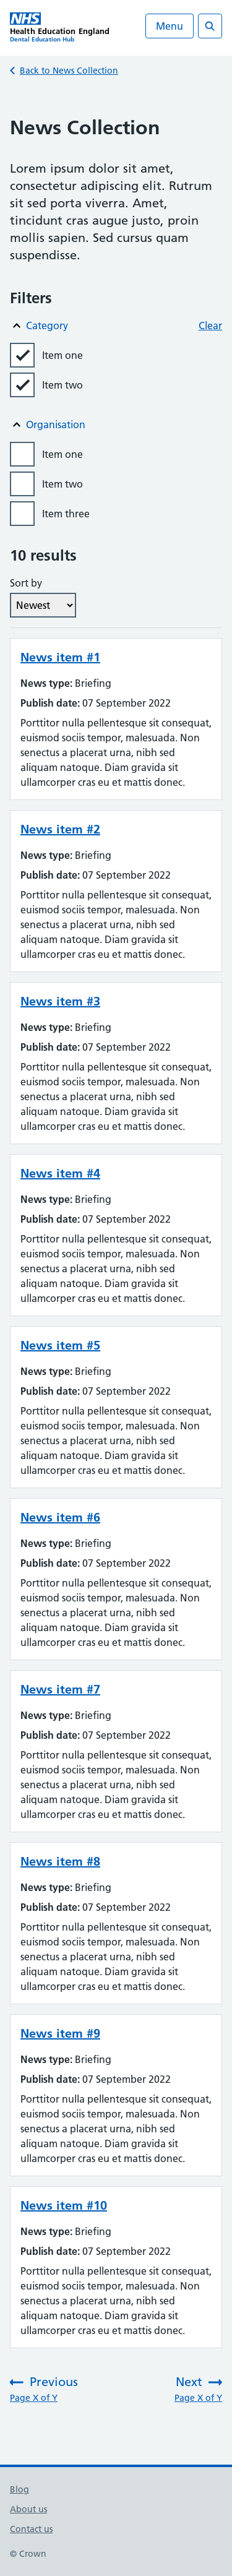 NHS
Health Education England
Dental Education Hub
Menu
Back to News Collection
News Collection
Lorem ipsum dolor sit amet,
consectetur adipiscing elit. Rutrum
sit sed porta viverra. Amet,
tincidunt cras augue justo, proin
mollis sapien. Sed cursus quam
suspendisse.
Filters
Category Clear
Item one
Item two
Organisation
Item one
Item two
Item three
10 results
Sort by
Newest
News item #1
News type: Briefing
Publish date: 07 September 2022
Porttitor nulla pellentesque sit consequat,
euismod sociis tempor, malesuada. Non
senectus a placerat urna, nibh sed
aliquam natoque. Diam gravida sit
ullamcorper cras eu et mattis donec.
News item #2
News type: Briefing
Publish date: 07 September 2022
Porttitor nulla pellentesque sit consequat,
euismod sociis tempor, malesuada. Non
senectus a placerat urna, nibh sed
aliquam natoque. Diam gravida sit
ullamcorper cras eu et mattis donec.
News item #3
News type: Briefing
Publish date: 07 September 2022
Porttitor nulla pellentesque sit consequat,
euismod sociis tempor, malesuada. Non
senectus a placerat urna, nibh sed
aliquam natoque. Diam gravida sit
ullamcorper cras eu et mattis donec.
News item #4
News type: Briefing
Publish date: 07 September 2022
Porttitor nulla pellentesque sit consequat,
euismod sociis tempor, malesuada. Non
senectus a placerat urna, nibh sed
aliquam natoque. Diam gravida sit
ullamcorper cras eu et mattis donec.
News item #5
News type: Briefing
Publish date: 07 September 2022
Porttitor nulla pellentesque sit consequat,
euismod sociis tempor, malesuada. Non
senectus a placerat urna, nibh sed
aliquam natoque. Diam gravida sit
ullamcorper cras eu et mattis donec.
News item #6
News type: Briefing
Publish date: 07 September 2022
Porttitor nulla pellentesque sit consequat,
euismod sociis tempor, malesuada. Non
senectus a placerat urna, nibh sed
aliquam natoque. Diam gravida sit
ullamcorper cras eu et mattis donec.
News item #7
News type: Briefing
Publish date: 07 September 2022
Porttitor nulla pellentesque sit consequat,
euismod sociis tempor, malesuada. Non
senectus a placerat urna, nibh sed
aliquam natoque. Diam gravida sit
ullamcorper cras eu et mattis donec.
News item #8
News type: Briefing
Publish date: 07 September 2022
Porttitor nulla pellentesque sit consequat,
euismod sociis tempor, malesuada. Non
senectus a placerat urna, nibh sed
aliquam natoque. Diam gravida sit
ullamcorper cras eu et mattis donec.
News item #9
News type: Briefing
Publish date: 07 September 2022
Porttitor nulla pellentesque sit consequat,
euismod sociis tempor, malesuada. Non
senectus a placerat urna, nibh sed
aliquam natoque. Diam gravida sit
ullamcorper cras eu et mattis donec.
News item #10
News type: Briefing
Publish date: 07 September 2022
Porttitor nulla pellentesque sit consequat,
euismod sociis tempor, malesuada. Non
senectus a placerat urna, nibh sed
aliquam natoque. Diam gravida sit
ullamcorper cras eu et mattis donec.
Previous Next
Page X of Y Page X of Y
Blog
About us
Contact us
© Crown